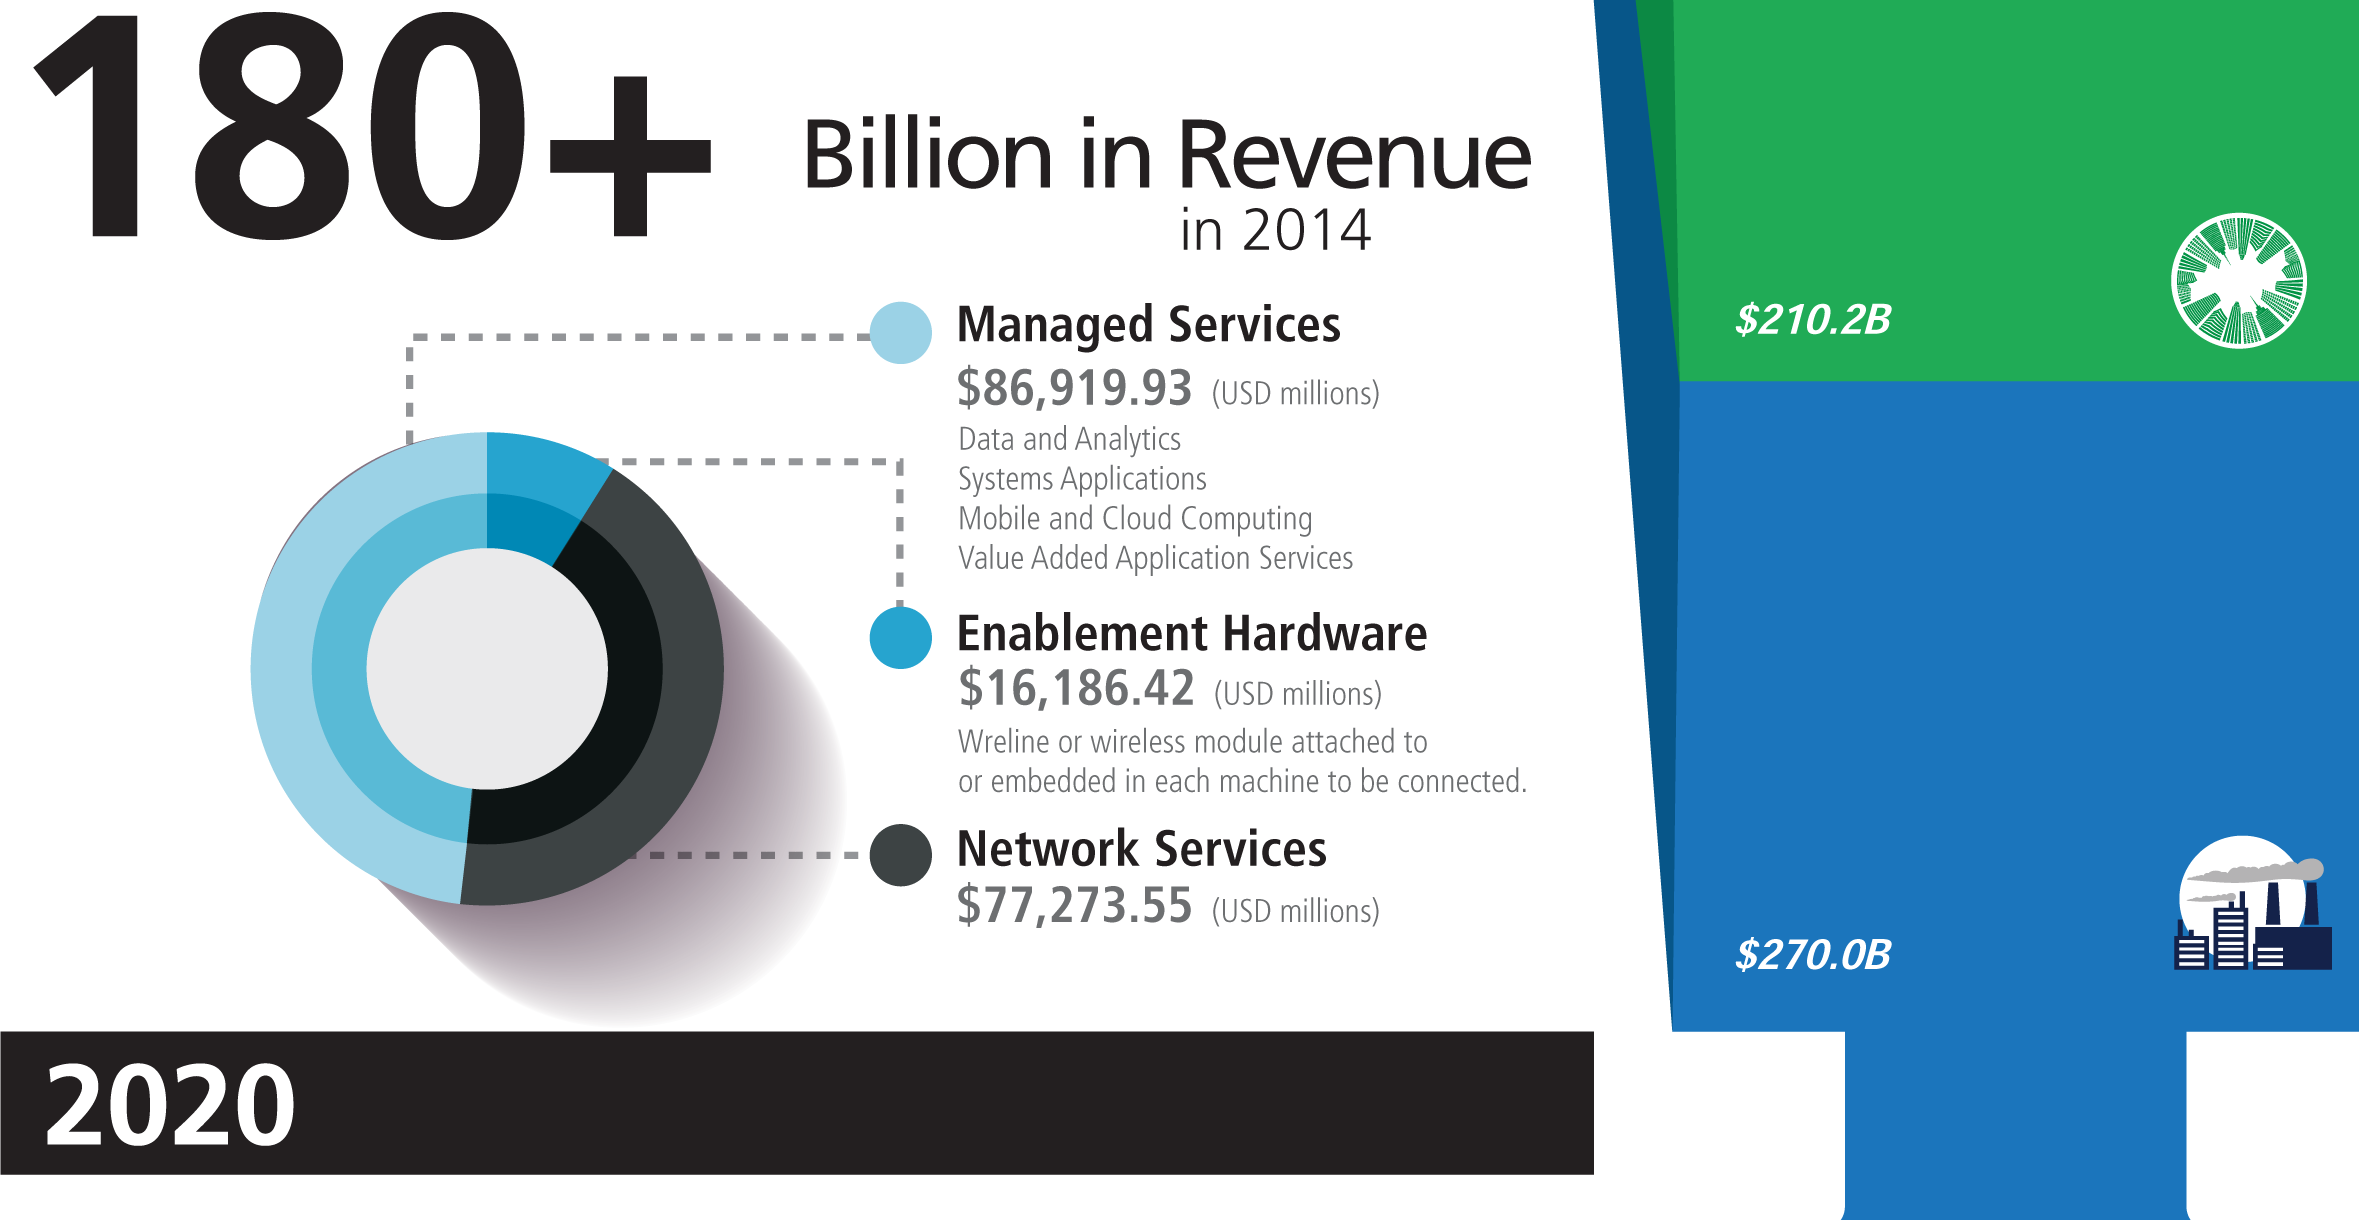 180+
Billion in Revenue
in 2014
Managed Services
$86,919.93 (USD millions)
Data and Analytics
Systems Applications
Mobile and Cloud Computing
Value Added Application Services
Enablement Hardware
$16,186.42 (USD millions)
Wreline or wireless module attached to
or embedded in each machine to be connected.
Network Services
$77,273.55 (USD millions)
2020
$210.2B
$270.0B